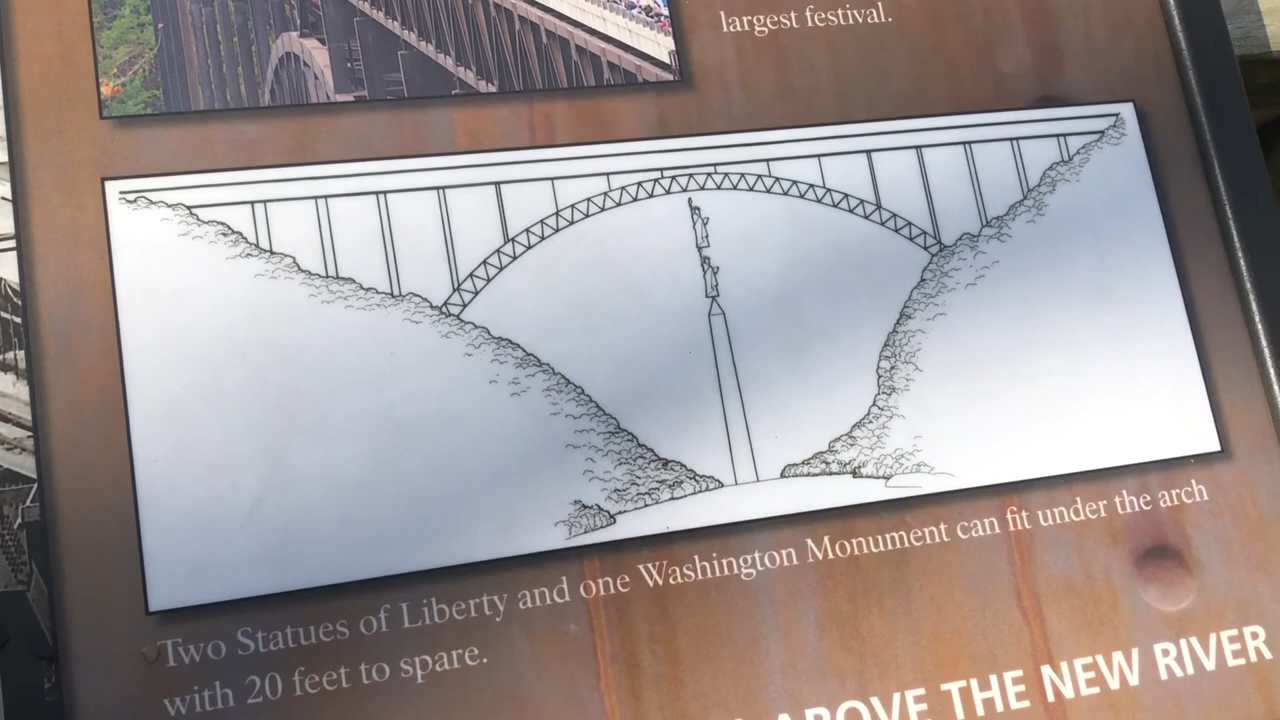 largest festival.
Two Statues of Liberty and one Washington Monument can fit under the arch
with 20 feet to spare.
ABOVE THE NEW RIVER